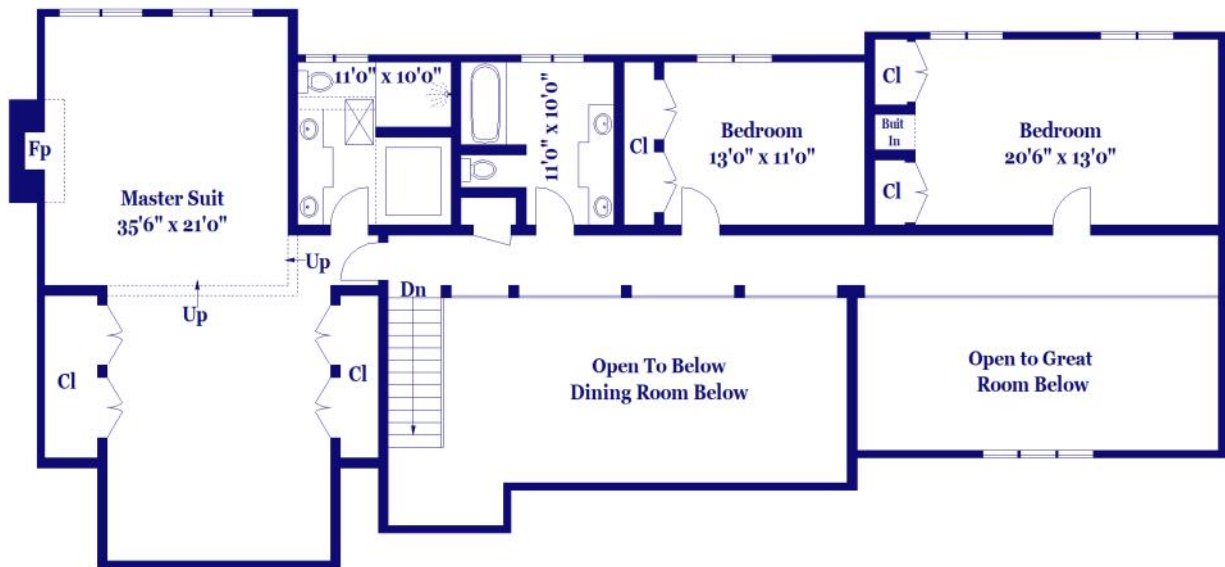 Fp
Master Suit
35'6" x 21'0"
Up
Up
Cl
Cl
11'0" x 10'0"
11'0" x 10'0"
Cl
Bedroom
13'0" x 11'0"
Cl
Buit
In
Cl
Bedroom
20'6" x 13'0"
Dn
Open To Below
Dining Room Below
Open to Great
Room Below